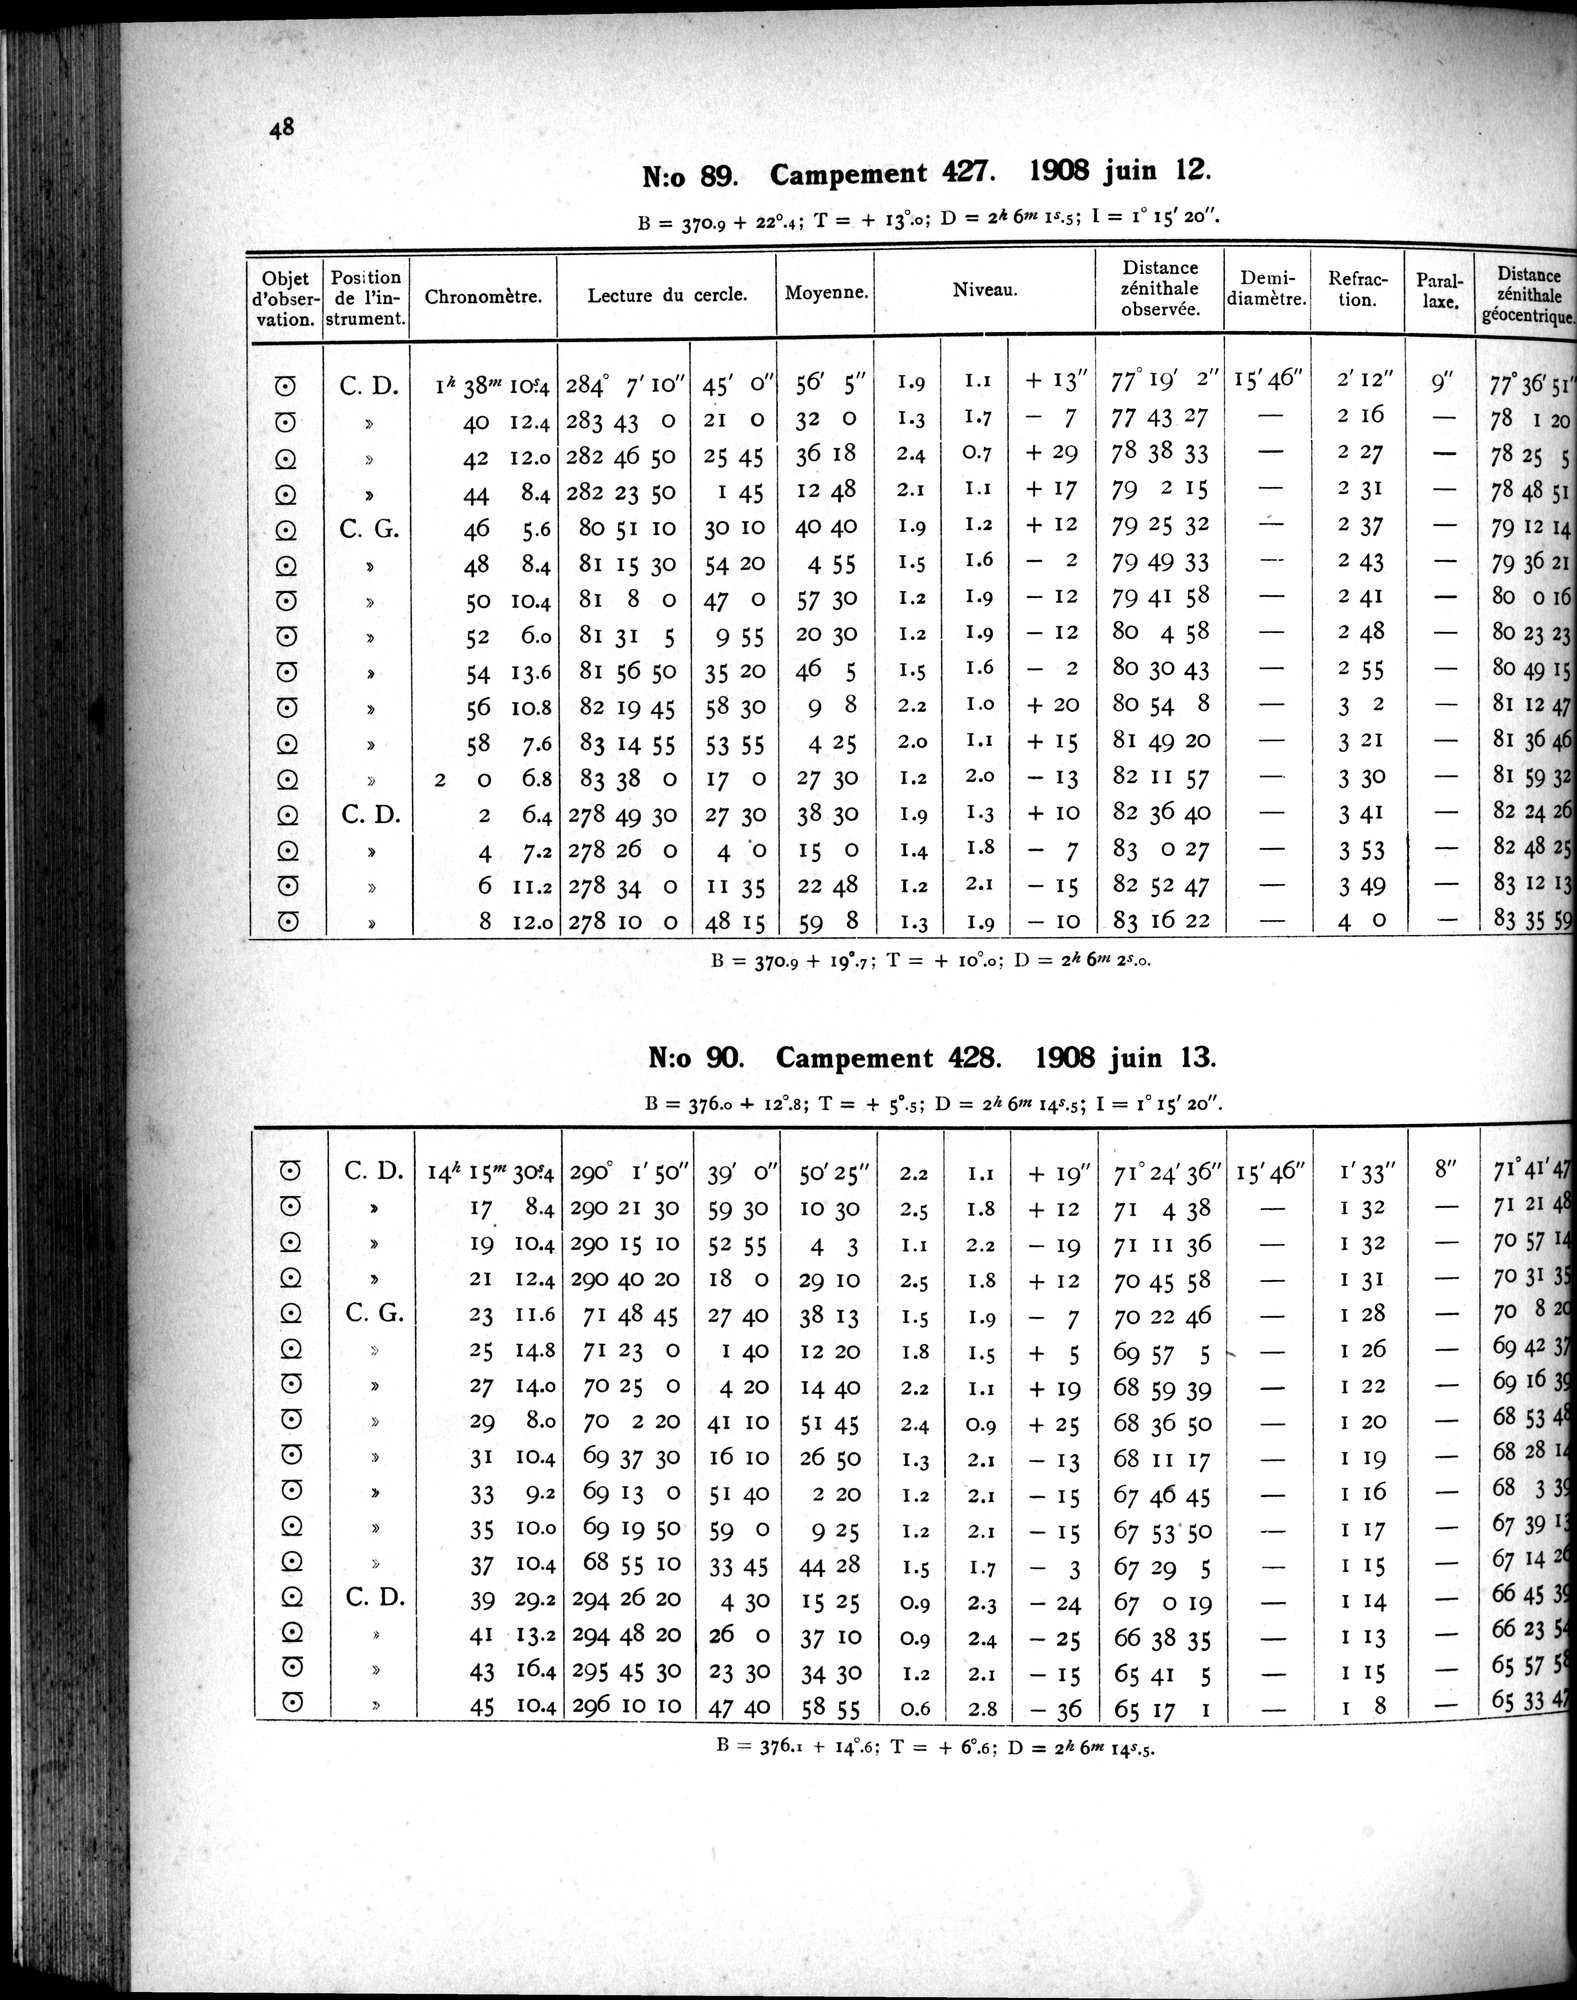 48
N:o 89. Campement 427. 1908 juin 12.
B = 370.9 + 22°.4; T = + 13°.0; D = 2h 6m 1s.5; I = 1° 15′ 20″.
Objet d'obser-vation. Position de l'in-strument. Chronomètre. Lecture du cercle. Moyenne. Niveau. Distance zénithale observée. Demi-diamètre. Refrac-tion. Paral-laxe. Distance zénithale géocentrique.
C. D. 1h 38m 10s.4 284° 7′ 10″ 45′ 0″ 56′ 5″ 1.9 1.1 + 13″ 77° 19′ 2″ 15′ 46″ 2′ 12″ 9″ 77° 36′ 51″
» 40 12.4 283 43 0 21 0 32 0 1.3 1.7 − 7 77 43 27 — 2 16 — 78 1 20
» 42 12.0 282 46 50 25 45 36 18 2.4 0.7 + 29 78 38 33 — 2 27 — 78 25 5
» 44 8.4 282 23 50 1 45 12 48 2.1 1.1 + 17 79 2 15 — 2 31 — 78 48 51
C. G. 46 5.6 80 51 10 30 10 40 40 1.9 1.2 + 12 79 25 32 — 2 37 — 79 12 14
» 48 8.4 81 15 30 54 20 4 55 1.5 1.6 − 2 79 49 33 — 2 43 — 79 36 21
» 50 10.4 81 8 0 47 0 57 30 1.2 1.9 − 12 79 41 58 — 2 41 — 80 0 16
» 52 6.0 81 31 5 9 55 20 30 1.2 1.9 − 12 80 4 58 — 2 48 — 80 23 23
» 54 13.6 81 56 50 35 20 46 5 1.5 1.6 − 2 80 30 43 — 2 55 — 80 49 15
» 56 10.8 82 19 45 58 30 9 8 2.2 1.0 + 20 80 54 8 — 3 2 — 81 12 47
» 58 7.6 83 14 55 53 55 4 25 2.0 1.1 + 15 81 49 20 — 3 21 — 81 36 46
» 2 0 6.8 83 38 0 17 0 27 30 1.2 2.0 − 13 82 11 57 — 3 30 — 81 59 32
C. D. 2 6.4 278 49 30 27 30 38 30 1.9 1.3 + 10 82 36 40 — 3 41 — 82 24 26
» 4 7.2 278 26 0 4 0 15 0 1.4 1.8 − 7 83 0 27 — 3 53 — 82 48 25
» 6 11.2 278 34 0 11 35 22 48 1.2 2.1 − 15 82 52 47 — 3 49 — 83 12 13
» 8 12.0 278 10 0 48 15 59 8 1.3 1.9 − 10 83 16 22 — 4 0 — 83 35 59
B = 370.9 + 19°.7; T = + 10°.0; D = 2h 6m 2s.0.
N:o 90. Campement 428. 1908 juin 13.
B = 376.0 + 12°.8; T = + 5°.5; D = 2h 6m 14s.5; I = 1° 15′ 20″.
C. D. 14h 15m 30s.4 290° 1′ 50″ 39′ 0″ 50′ 25″ 2.2 1.1 + 19″ 71° 24′ 36″ 15′ 46″ 1′ 33″ 8″ 71° 41′ 47
» 17 8.4 290 21 30 59 30 10 30 2.5 1.8 + 12 71 4 38 — 1 32 — 71 21 48
» 19 10.4 290 15 10 52 55 4 3 1.1 2.2 − 19 71 11 36 — 1 32 — 70 57 14
» 21 12.4 290 40 20 18 0 29 10 2.5 1.8 + 12 70 45 58 — 1 31 — 70 31 35
C. G. 23 11.6 71 48 45 27 40 38 13 1.5 1.9 − 7 70 22 46 — 1 28 — 70 8 20
» 25 14.8 71 23 0 1 40 12 20 1.8 1.5 + 5 69 57 5 — 1 26 — 69 42 37
» 27 14.0 70 25 0 4 20 14 40 2.2 1.1 + 19 68 59 39 — 1 22 — 69 16 39
» 29 8.0 70 2 20 41 10 51 45 2.4 0.9 + 25 68 36 50 — 1 20 — 68 53 48
» 31 10.4 69 37 30 16 10 26 50 1.3 2.1 − 13 68 11 17 — 1 19 — 68 28 14
» 33 9.2 69 13 0 51 40 2 20 1.2 2.1 − 15 67 46 45 — 1 16 — 68 3 39
» 35 10.0 69 19 50 59 0 9 25 1.2 2.1 − 15 67 53 50 — 1 17 — 67 39 13
» 37 10.4 68 55 10 33 45 44 28 1.5 1.7 − 3 67 29 5 — 1 15 — 67 14 26
C. D. 39 29.2 294 26 20 4 30 15 25 0.9 2.3 − 24 67 0 19 — 1 14 — 66 45 39
» 41 13.2 294 48 20 26 0 37 10 0.9 2.4 − 25 66 38 35 — 1 13 — 66 23 54
» 43 16.4 295 45 30 23 30 34 30 1.2 2.1 − 15 65 41 5 — 1 15 — 65 57 58
» 45 10.4 296 10 10 47 40 58 55 0.6 2.8 − 36 65 17 1 — 1 8 — 65 33 47
B = 376.1 + 14°.6; T = + 6°.6; D = 2h 6m 14s.5.